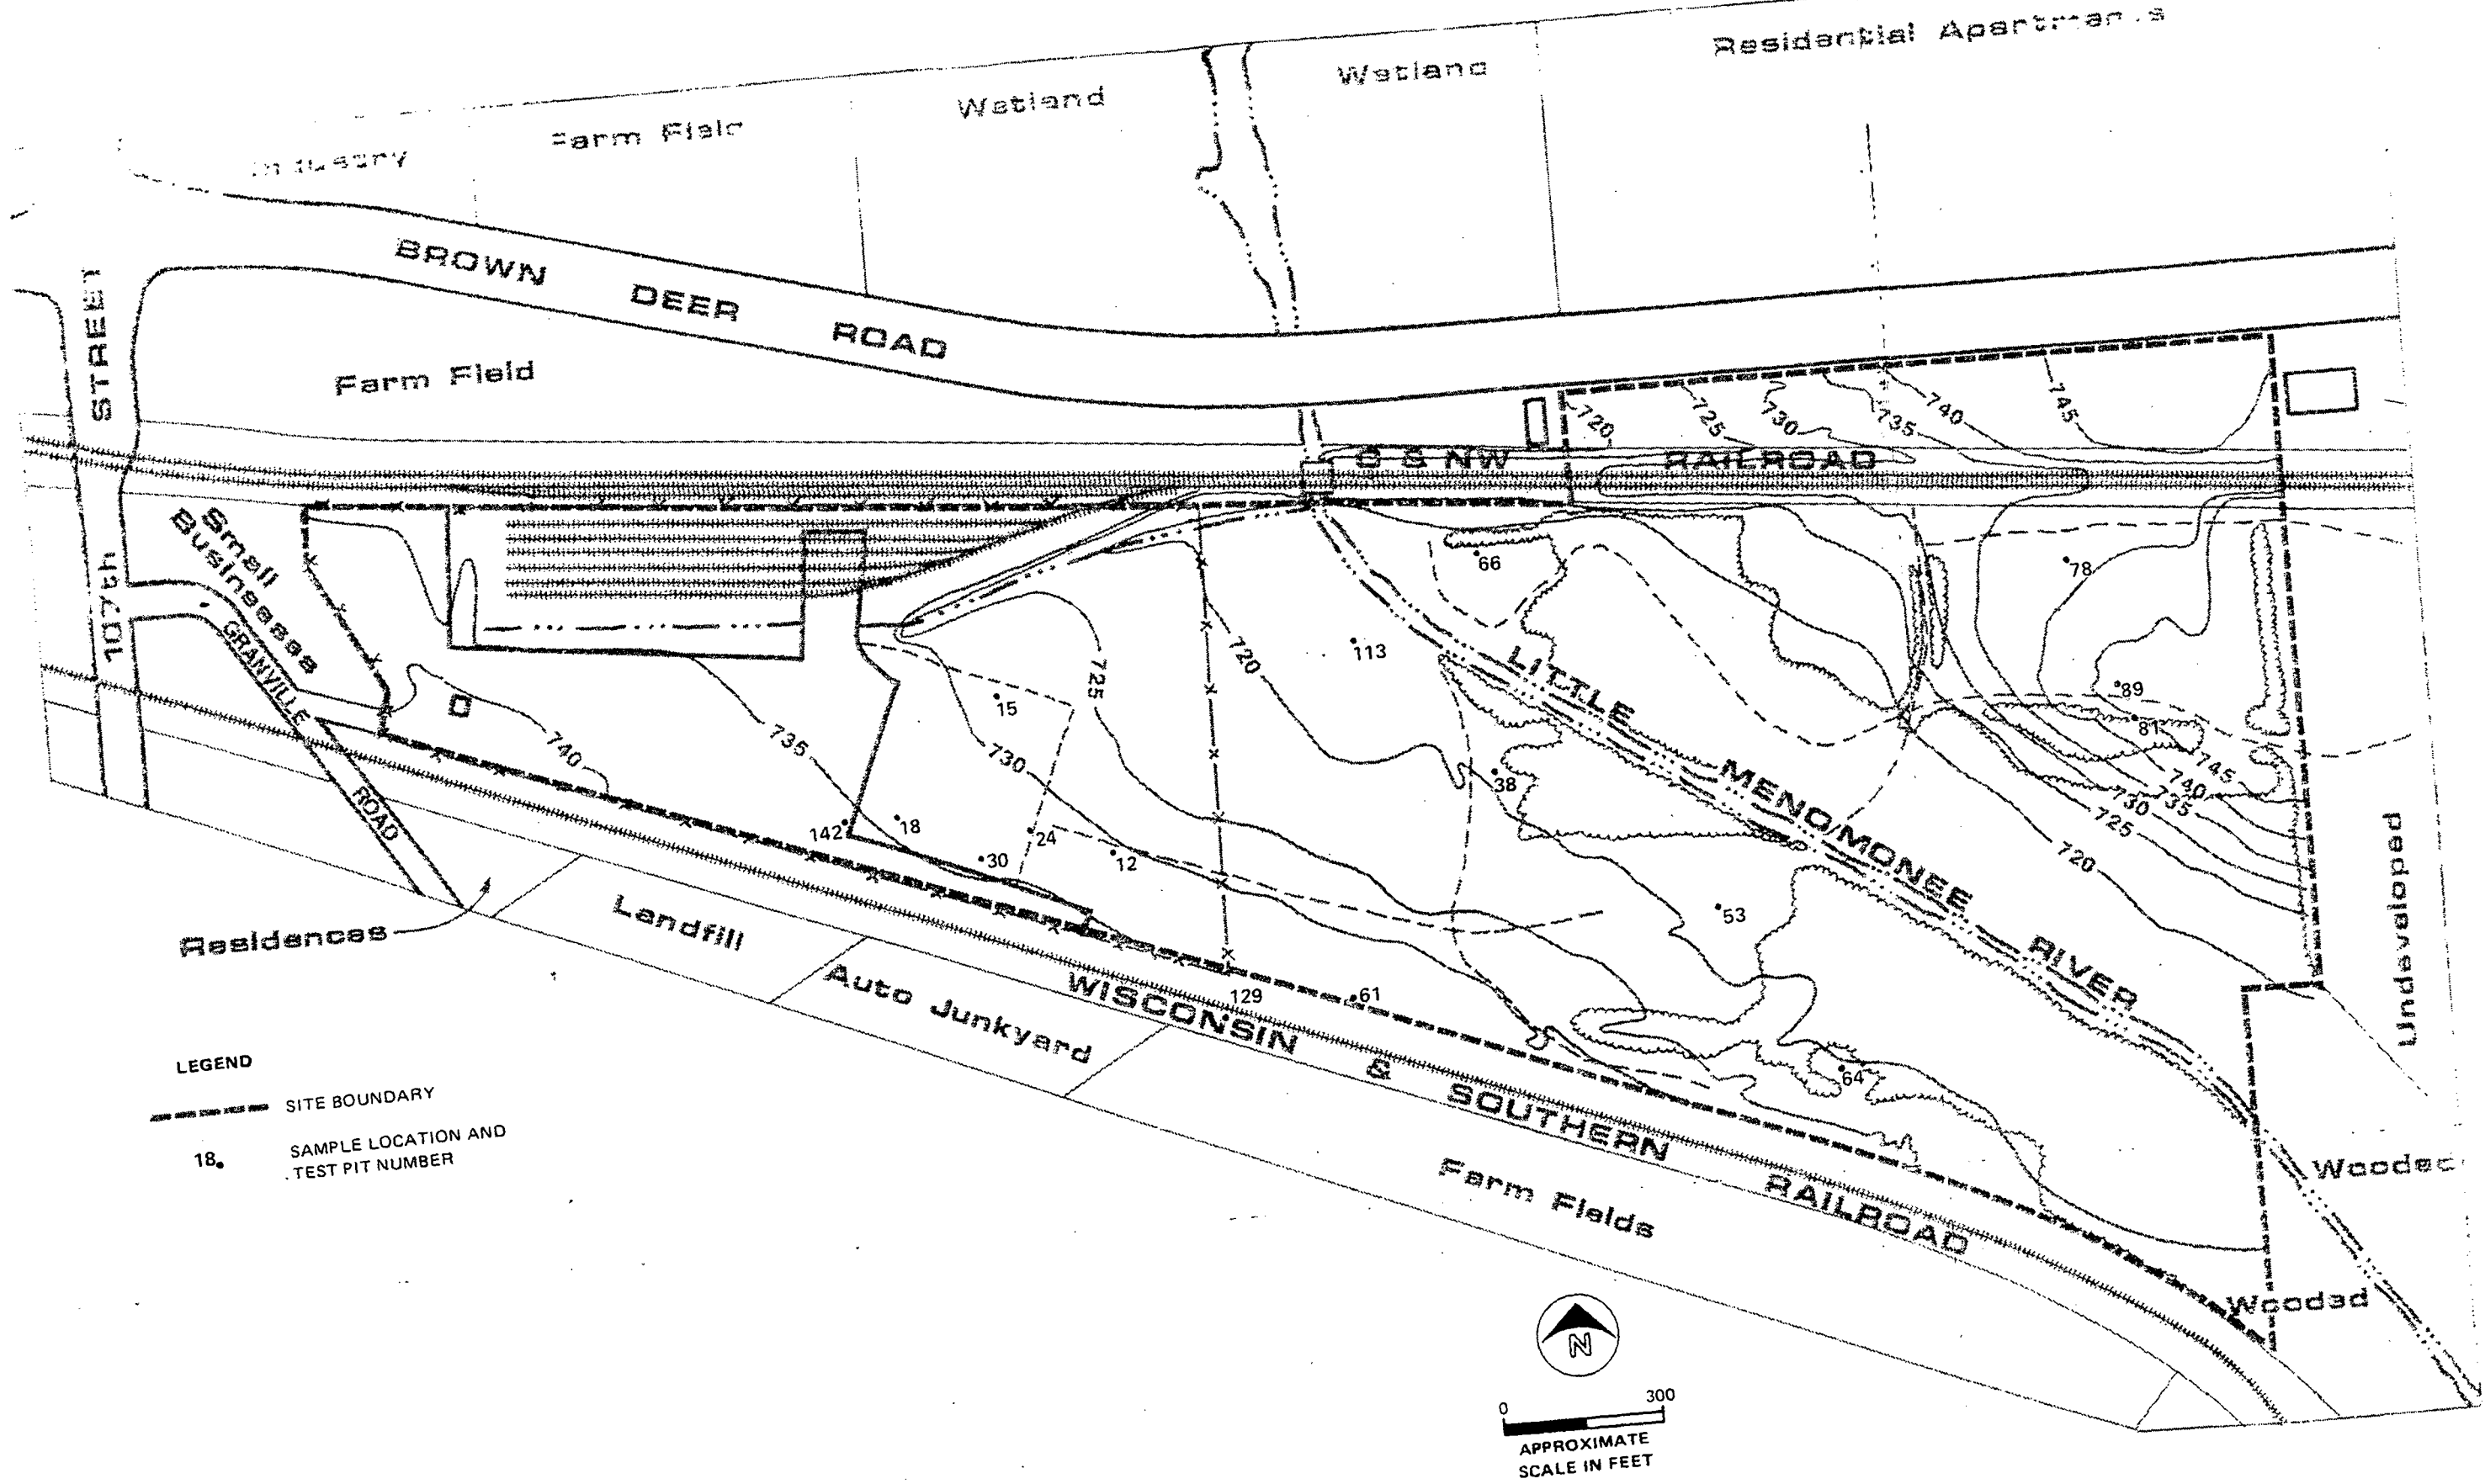 Residential
Wetland
Wetland
Farm Field
BROWN DEER ROAD
STREET
107th
Farm Field
C & NW RAILROAD
720
725
730
735
740
745
Small
Businesses
GRANVILLE
ROAD
66
78
113
720
725
15
89
81
LITTLE MENOMONEE RIVER
740
735
730
38
745
740
735
730
725
720
142
18
30
24
12
53
Undeveloped
Residences
Landfill
Auto Junkyard
129
61
WISCONSIN & SOUTHERN RAILROAD
64
Farm Fields
Wooded
LEGEND
SITE BOUNDARY
18
SAMPLE LOCATION AND
TEST PIT NUMBER
N
0 300
APPROXIMATE
SCALE IN FEET